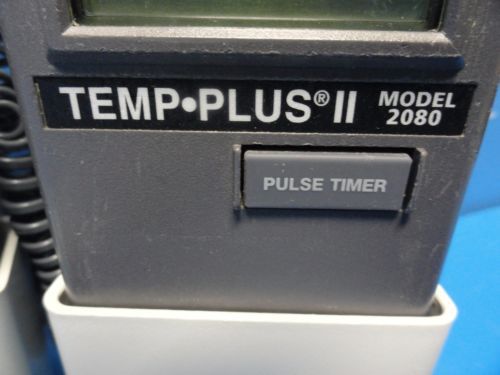 TEMP•PLUS® II MODEL 2080
PULSE TIMER